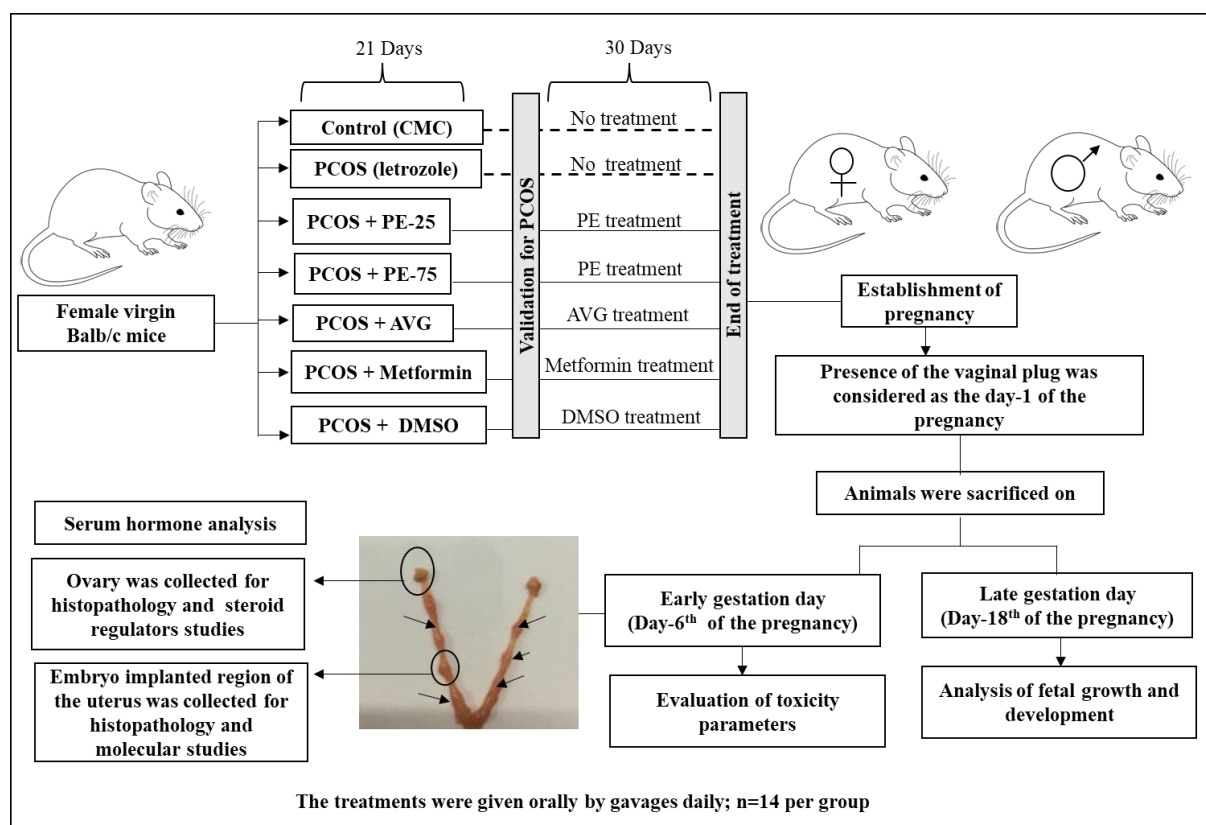 21 Days
30 Days
Control (CMC)
No treatment
PCOS (letrozole)
No treatment
PCOS + PE-25
PE treatment
PCOS + PE-75
PE treatment
PCOS + AVG
AVG treatment
PCOS + Metformin
Metformin treatment
PCOS + DMSO
DMSO treatment
Female virgin
Balb/c mice
Validation for PCOS
End of treatment
Establishment of
pregnancy
Presence of the vaginal plug was
considered as the day-1 of the
pregnancy
Animals were sacrificed on
Early gestation day
(Day-6th of the pregnancy)
Late gestation day
(Day-18th of the pregnancy)
Evaluation of toxicity
parameters
Analysis of fetal growth and
development
Serum hormone analysis
Ovary was collected for
histopathology and steroid
regulators studies
Embryo implanted region of
the uterus was collected for
histopathology and
molecular studies
The treatments were given orally by gavages daily; n=14 per group